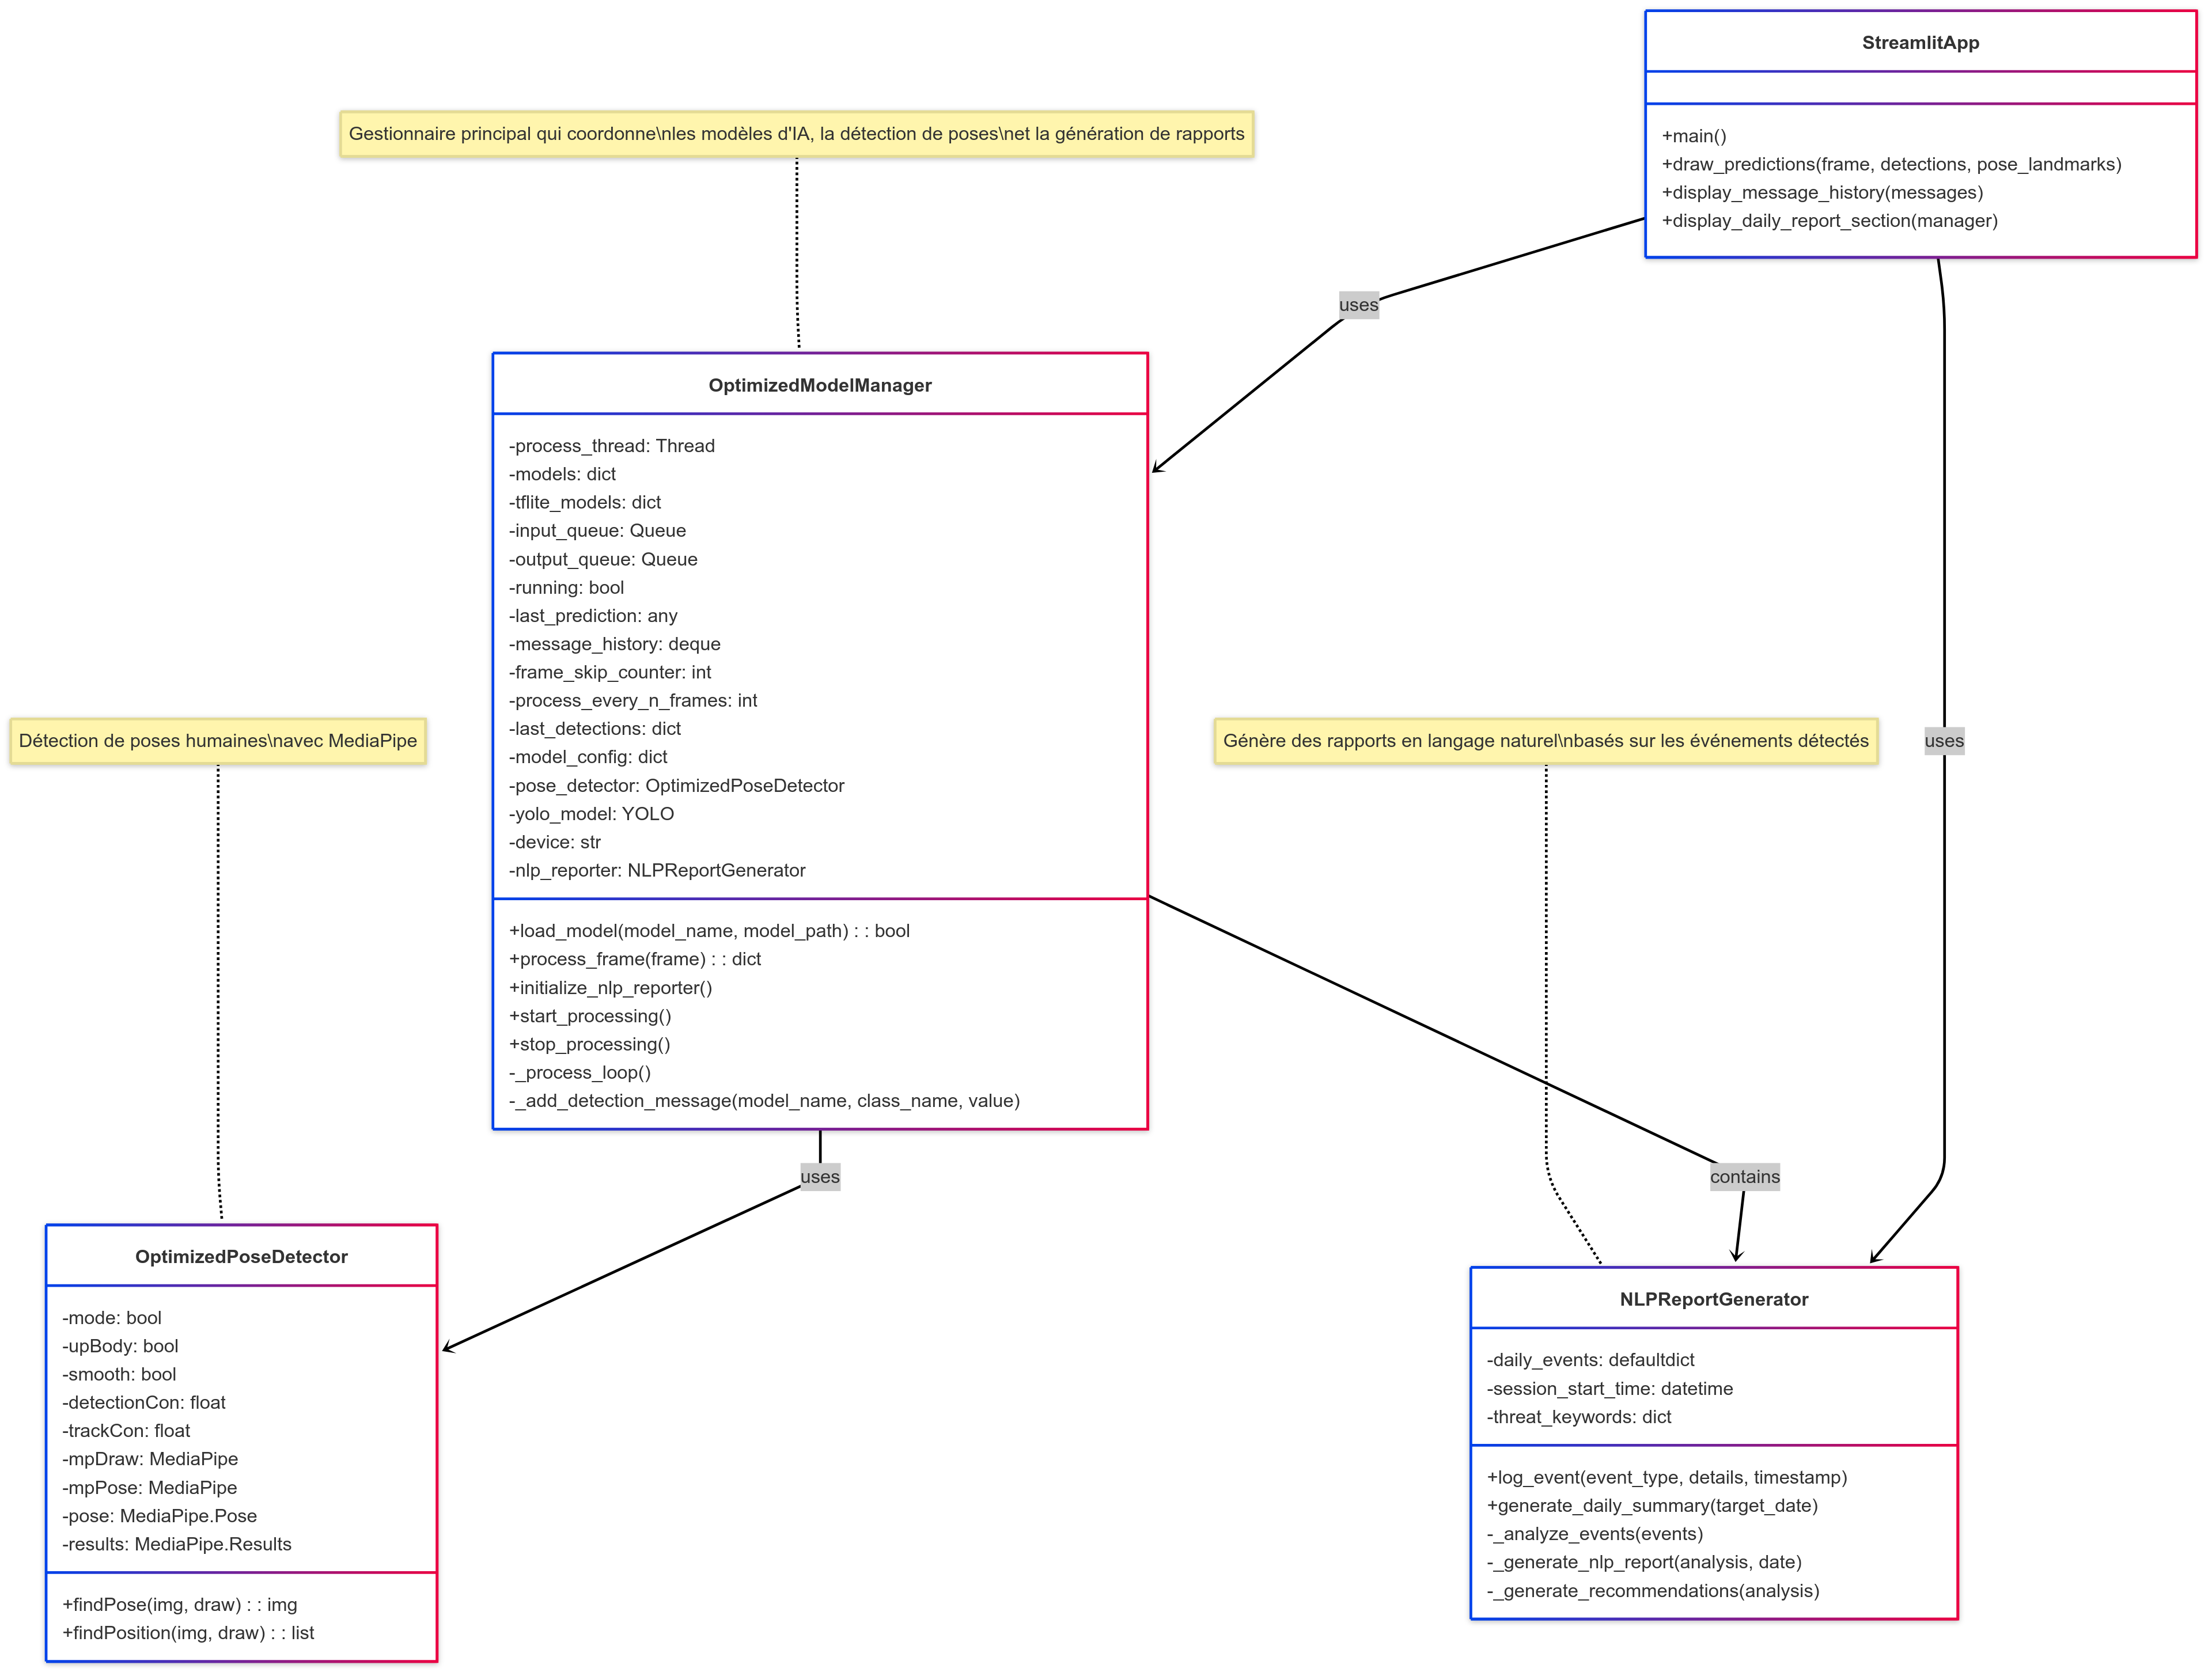 StreamlitApp
+main()
+draw_predictions(frame, detections, pose_landmarks)
+display_message_history(messages)
+display_daily_report_section(manager)
Gestionnaire principal qui coordonne\nles modèles d'IA, la détection de poses\net la génération de rapports
uses
OptimizedModelManager
-process_thread: Thread
-models: dict
-tflite_models: dict
-input_queue: Queue
-output_queue: Queue
-running: bool
-last_prediction: any
-message_history: deque
-frame_skip_counter: int
-process_every_n_frames: int
-last_detections: dict
-model_config: dict
-pose_detector: OptimizedPoseDetector
-yolo_model: YOLO
-device: str
-nlp_reporter: NLPReportGenerator
+load_model(model_name, model_path) : : bool
+process_frame(frame) : : dict
+initialize_nlp_reporter()
+start_processing()
+stop_processing()
-_process_loop()
-_add_detection_message(model_name, class_name, value)
Détection de poses humaines\navec MediaPipe
Génère des rapports en langage naturel\nbasés sur les événements détectés
uses
uses
contains
OptimizedPoseDetector
-mode: bool
-upBody: bool
-smooth: bool
-detectionCon: float
-trackCon: float
-mpDraw: MediaPipe
-mpPose: MediaPipe
-pose: MediaPipe.Pose
-results: MediaPipe.Results
+findPose(img, draw) : : img
+findPosition(img, draw) : : list
NLPReportGenerator
-daily_events: defaultdict
-session_start_time: datetime
-threat_keywords: dict
+log_event(event_type, details, timestamp)
+generate_daily_summary(target_date)
-_analyze_events(events)
-_generate_nlp_report(analysis, date)
-_generate_recommendations(analysis)